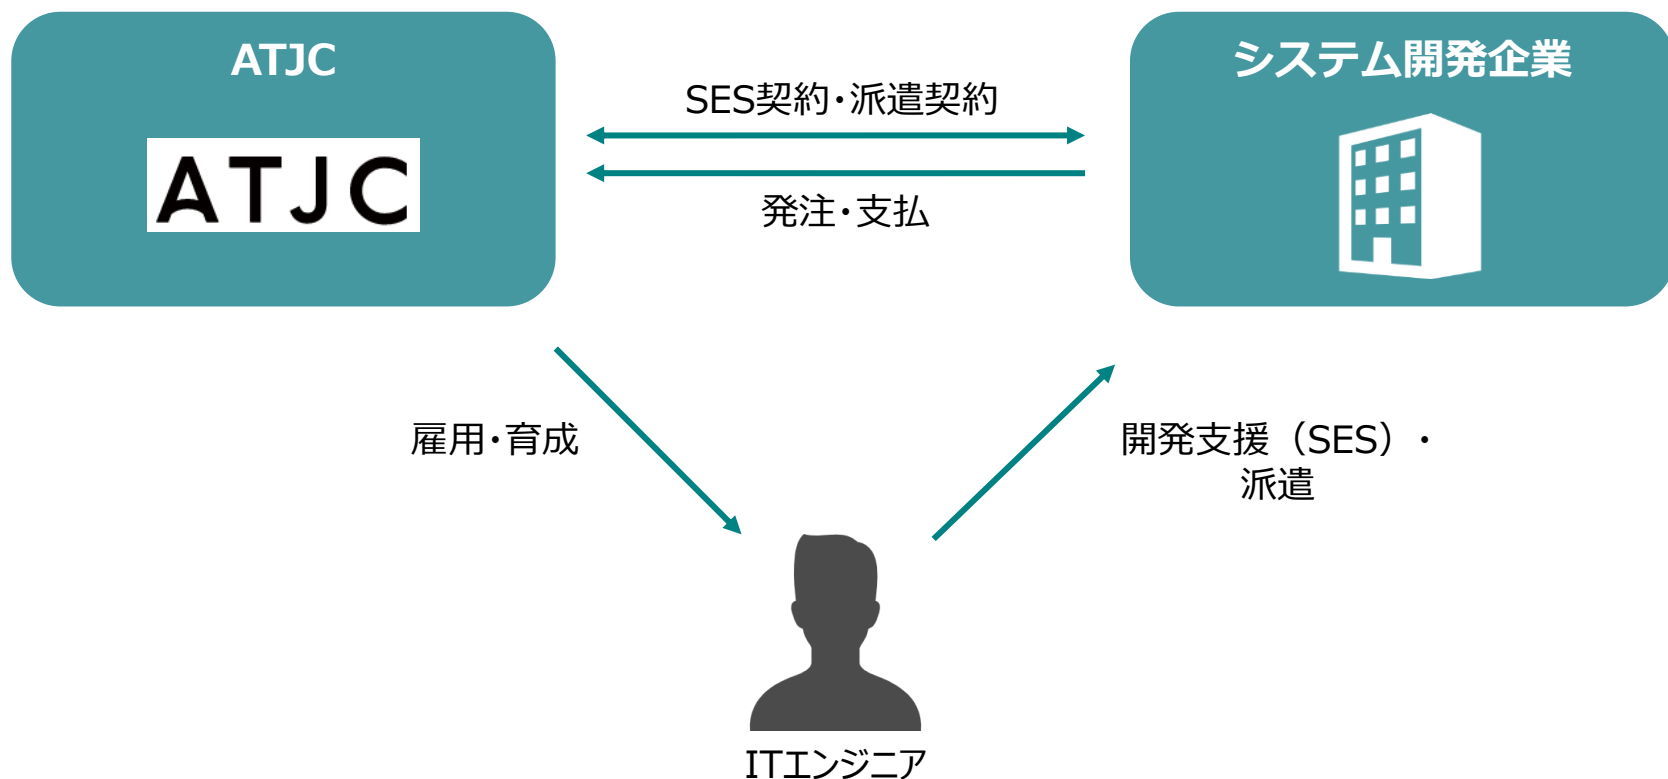 ATJC
システム開発企業
SES契約・派遣契約
ATJC
発注・支払
雇用・育成
開発支援（SES）・
派遣
ITエンジニア